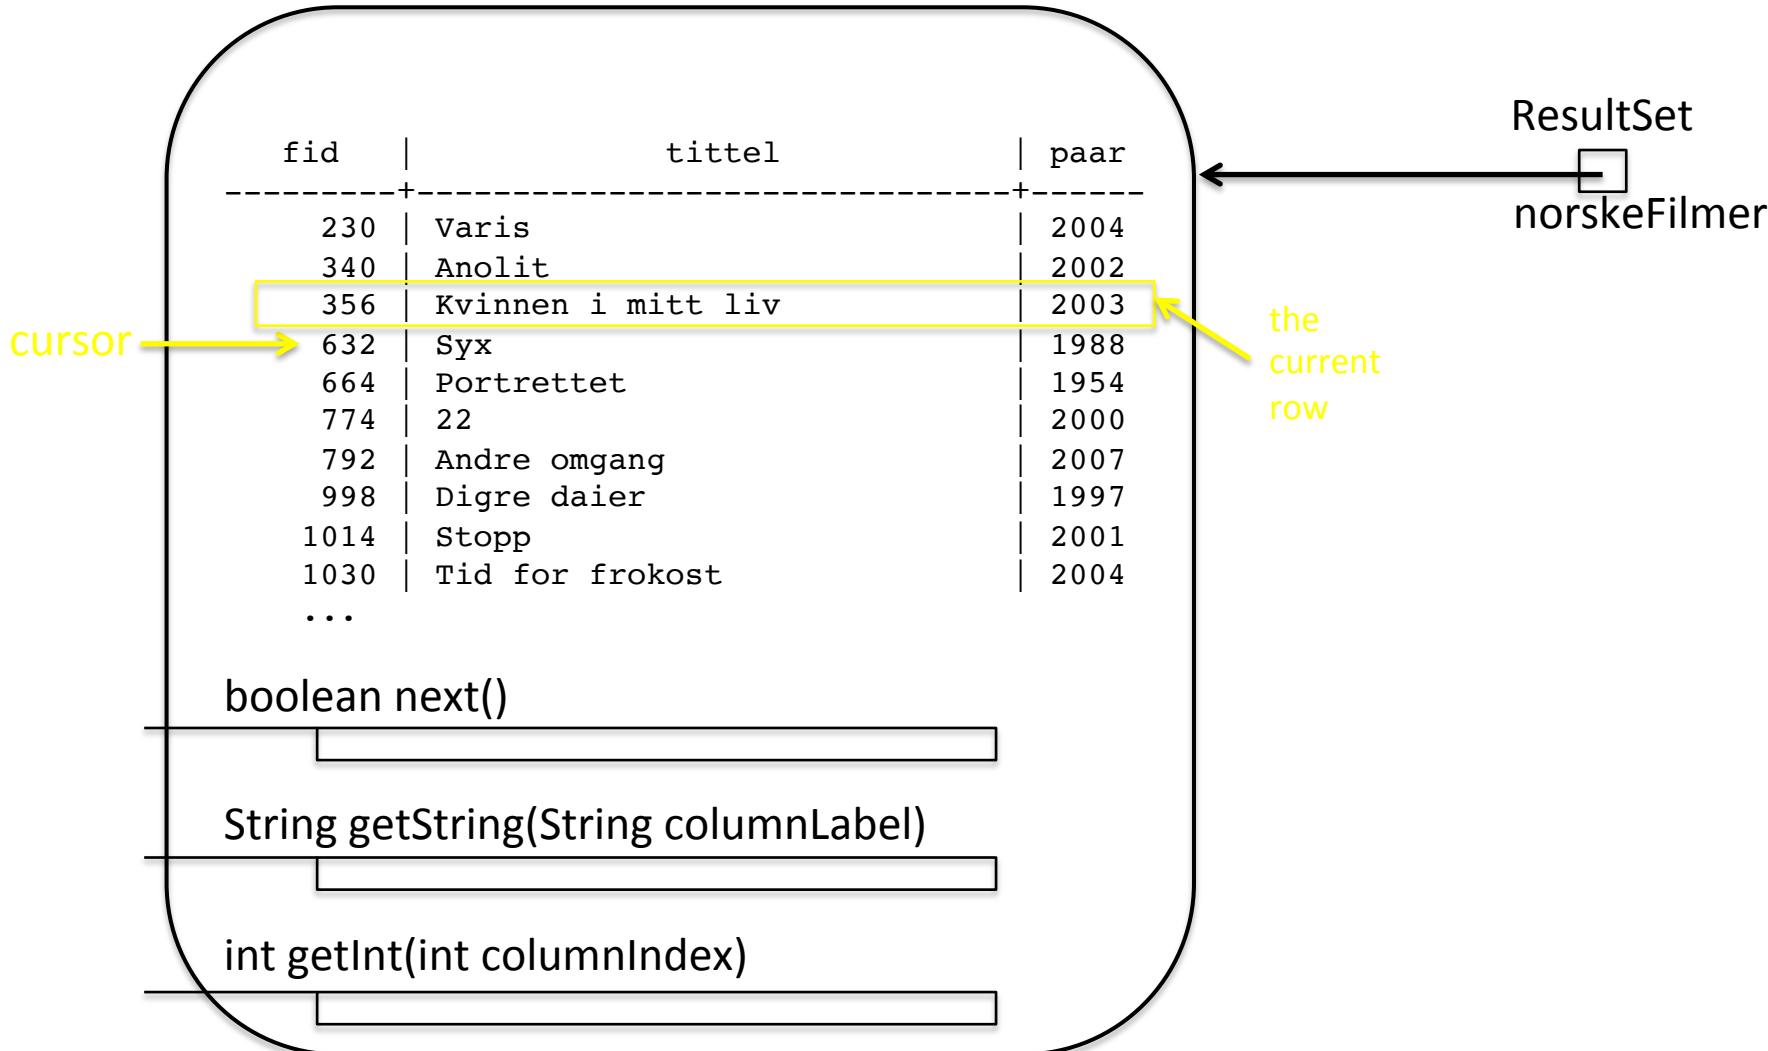 ResultSet
norskeFilmer
fid | tittel | paar
---------+-------------------------------+------
230 | Varis | 2004
340 | Anolit | 2002
356 | Kvinnen i mitt liv | 2003
632 | Syx | 1988
664 | Portrettet | 1954
774 | 22 | 2000
792 | Andre omgang | 2007
998 | Digre daier | 1997
1014 | Stopp | 2001
1030 | Tid for frokost | 2004
...
cursor
the
current
row
boolean next()
String getString(String columnLabel)
int getInt(int columnIndex)